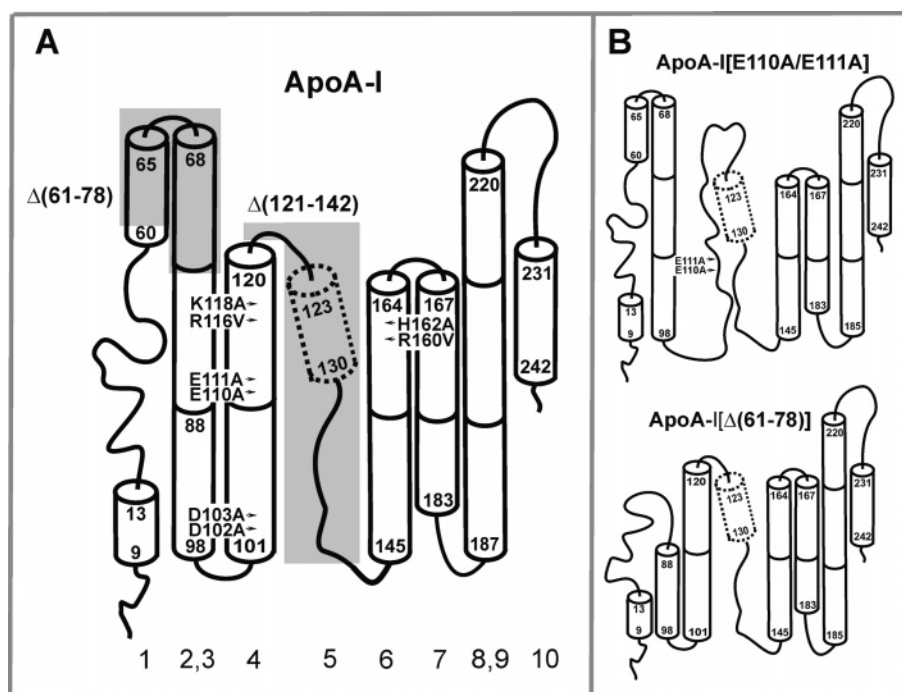 A
ApoA-I
65
68
Δ(61-78)
60
Δ(121-142)
220
120
123
K118A
R116V
164
167
H162A
R160V
231
130
E111A
E110A
242
88
13
D103A
D102A
183
9
98
101
145
187
1 2,3 4 5 6 7 8,9 10
B
ApoA-I[E110A/E111A]
65
68
220
60
123
164
167
231
130
242
E111A
E110A
13
9
98
145
183
185
ApoA-I[Δ(61-78)]
220
120
123
164
167
231
130
242
88
13
9
98
101
145
183
185